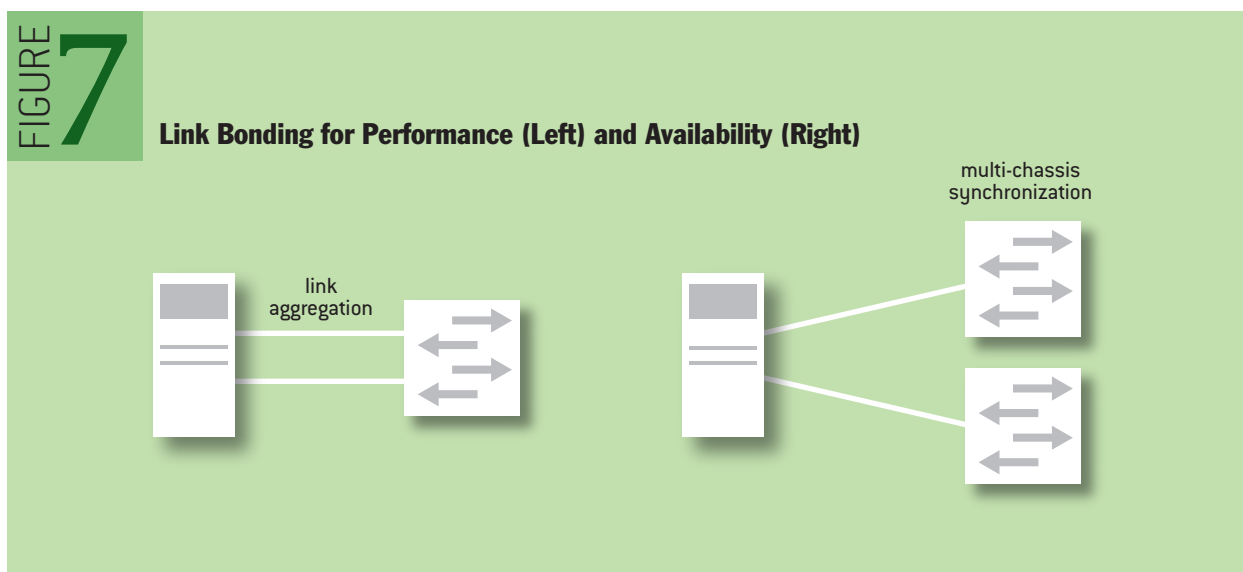 FIGURE
7
Link Bonding for Performance (Left) and Availability (Right)
link
aggregation
multi-chassis
synchronization